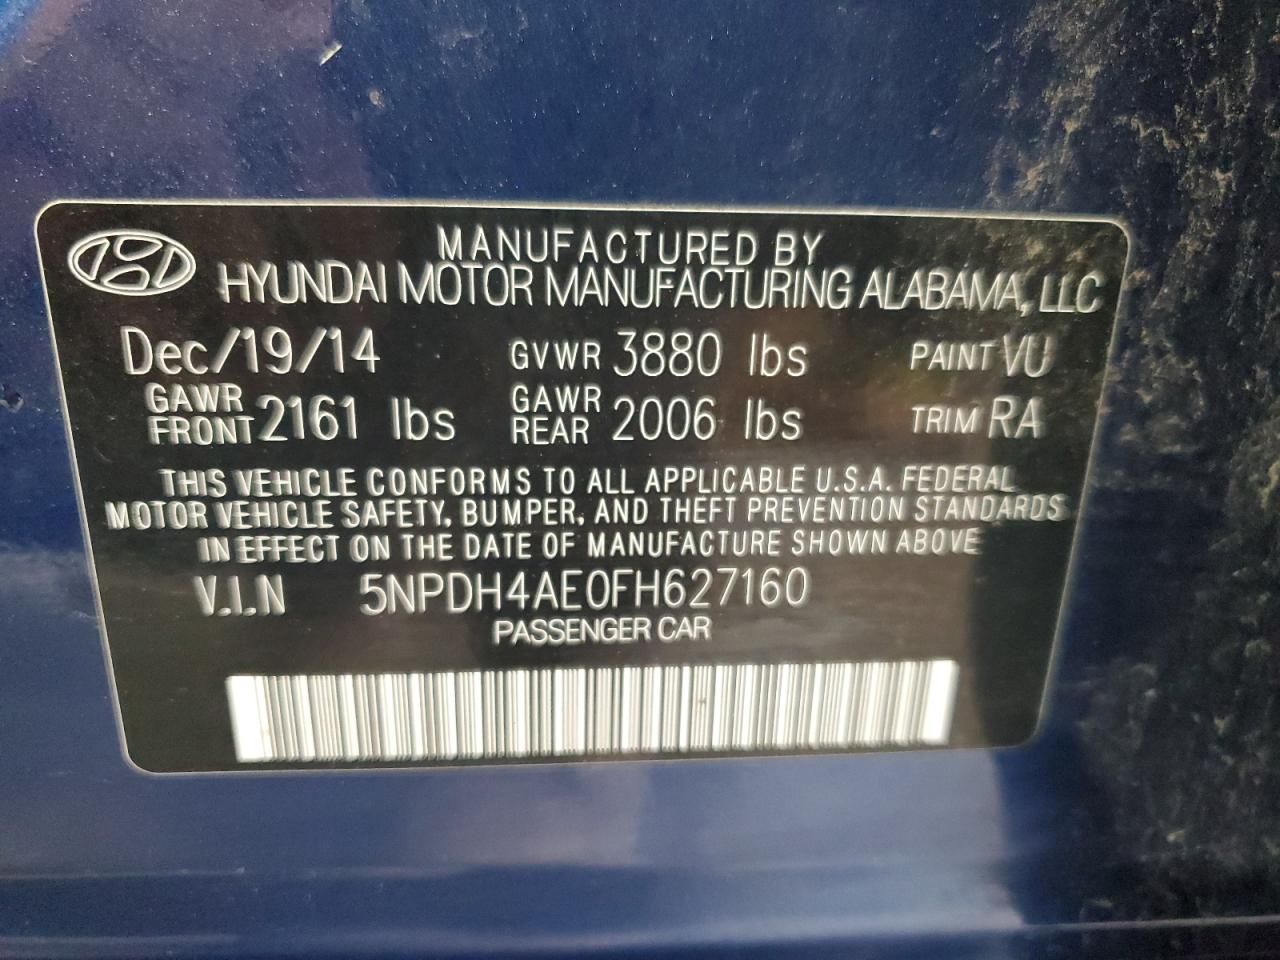 MANUFACTURED BY
HYUNDAI MOTOR MANUFACTURING ALABAMA, LLC
Dec/19/14 GVWR 3880 lbs PAINT VU
GAWR FRONT 2161 lbs GAWR REAR 2006 lbs TRIM RA
THIS VEHICLE CONFORMS TO ALL APPLICABLE U.S.A. FEDERAL
MOTOR VEHICLE SAFETY, BUMPER, AND THEFT PREVENTION STANDARDS
IN EFFECT ON THE DATE OF MANUFACTURE SHOWN ABOVE
V.I.N 5NPDH4AE0FH627160
PASSENGER CAR